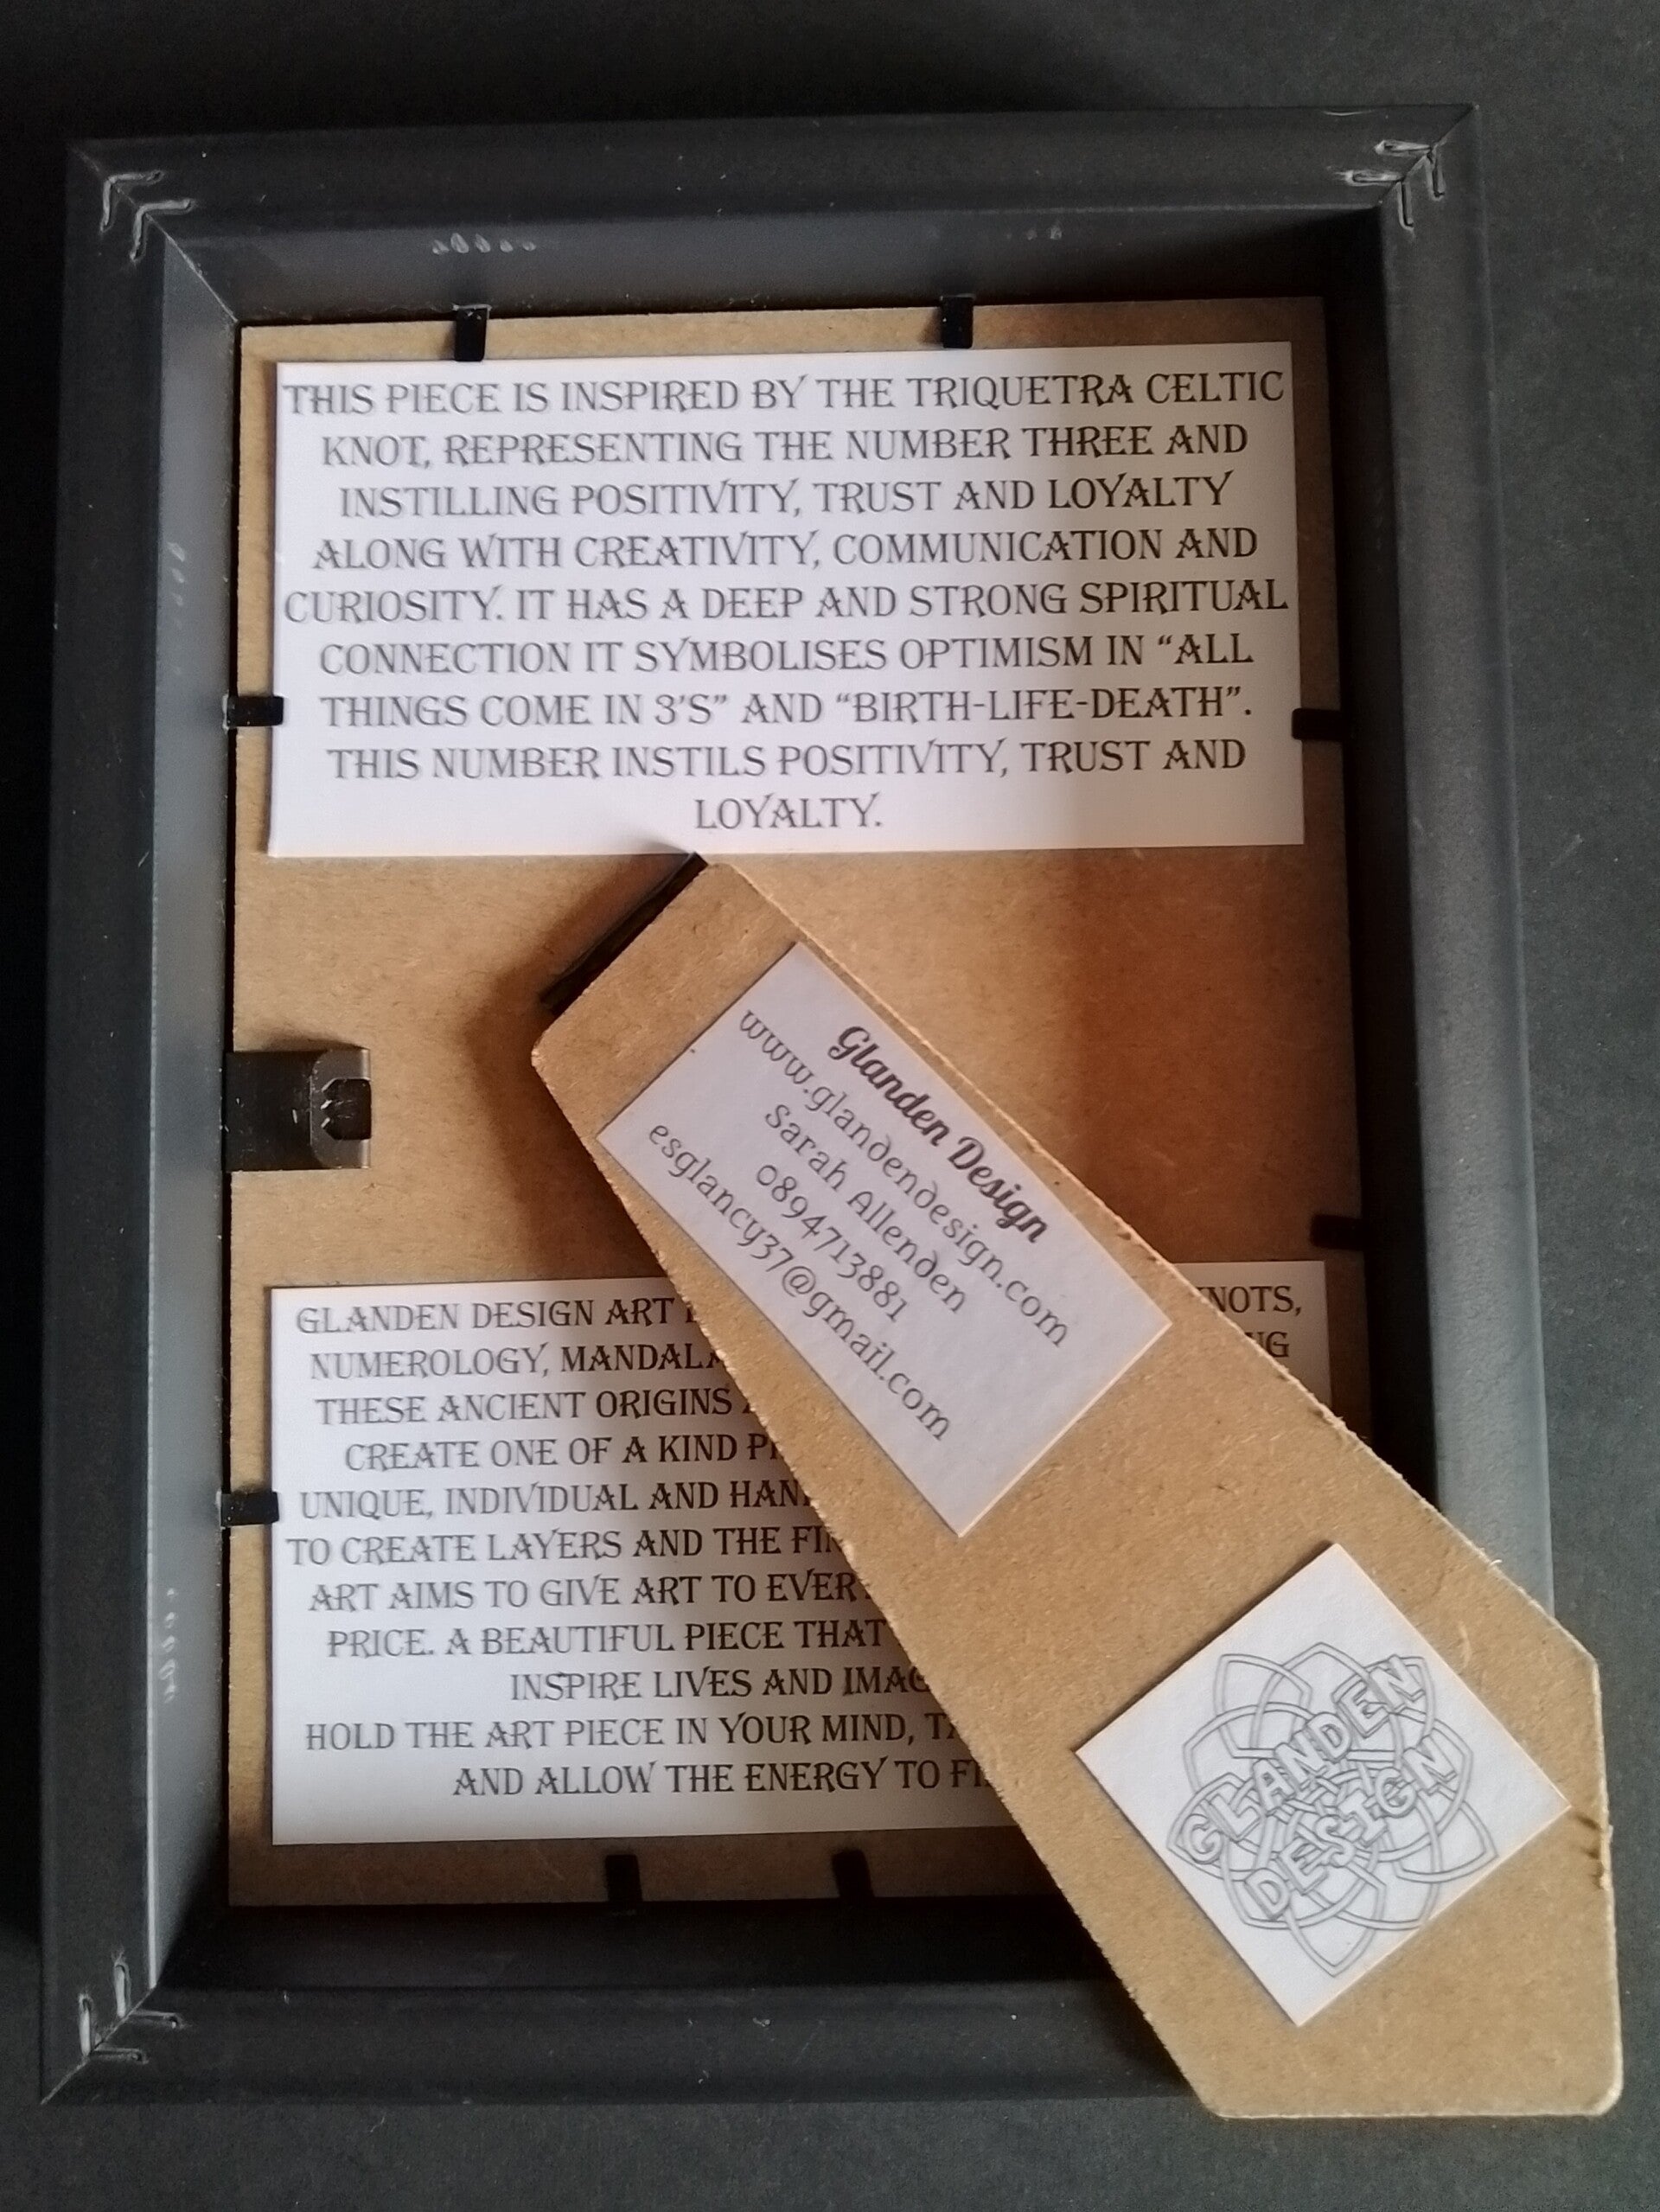 THIS PIECE IS INSPIRED BY THE TRIQUETRA CELTIC
KNOT, REPRESENTING THE NUMBER THREE AND
INSTILLING POSITIVITY, TRUST AND LOYALTY
ALONG WITH CREATIVITY, COMMUNICATION AND
CURIOSITY. IT HAS A DEEP AND STRONG SPIRITUAL
CONNECTION IT SYMBOLISES OPTIMISM IN “ALL
THINGS COME IN 3'S” AND “BIRTH-LIFE-DEATH”.
THIS NUMBER INSTILS POSITIVITY, TRUST AND
LOYALTY.
Glanden Design
www.glandendesign.com
Sarah Allenden
0894713881
esglancy37@gmail.com
GLANDEN DESIGN ART
NUMEROLOGY,
THESE ANCIENT ORIGINS
CREATE ONE OF A KIND
UNIQUE, INDIVIDUAL AND
TO CREATE LAYERS AND THE
ART AIMS TO GIVE ART TO
PRICE. A BEAUTIFUL PIECE THAT
INSPIRE LIVES AND
HOLD THE ART PIECE IN YOUR MIND,
AND ALLOW THE ENERGY TO
GLANDEN
DESIGN